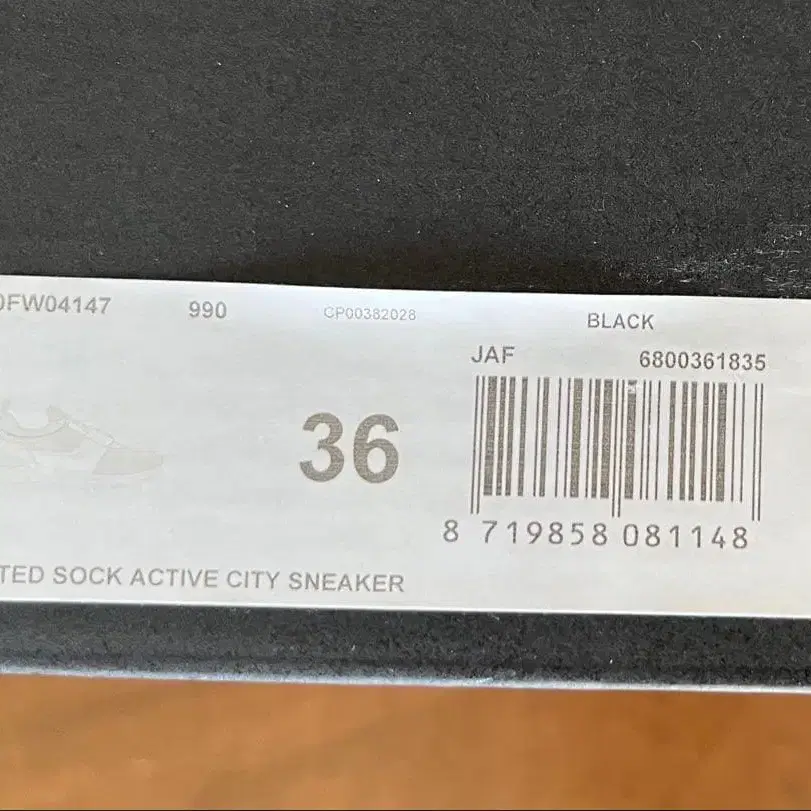 0FW04147 990 CP00382028 BLACK
JAF 6800361835
36
8 719858 081148
TED SOCK ACTIVE CITY SNEAKER